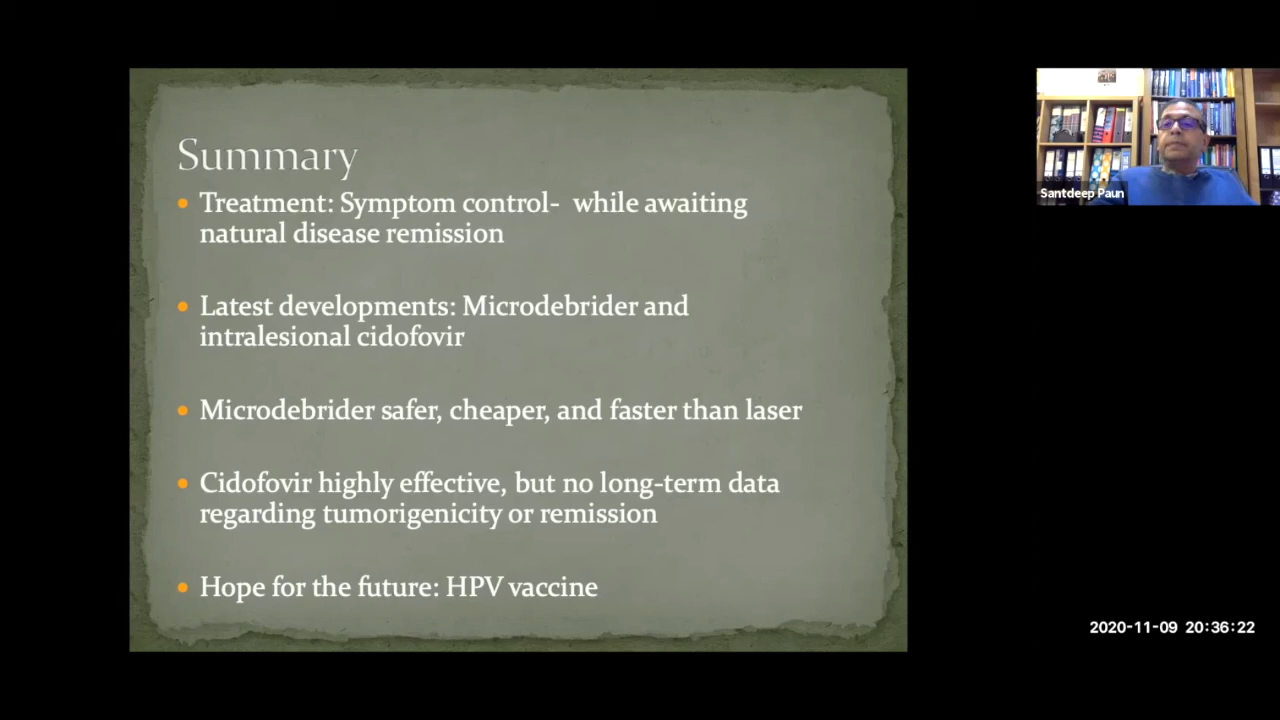 Summary
Treatment: Symptom control-  while awaiting
natural disease remission
Latest developments: Microdebrider and
intralesional cidofovir
Microdebrider safer, cheaper, and faster than laser
Cidofovir highly effective, but no long-term data
regarding tumorigenicity or remission
Hope for the future: HPV vaccine
Santdeep Paun
2020-11-09 20:36:22